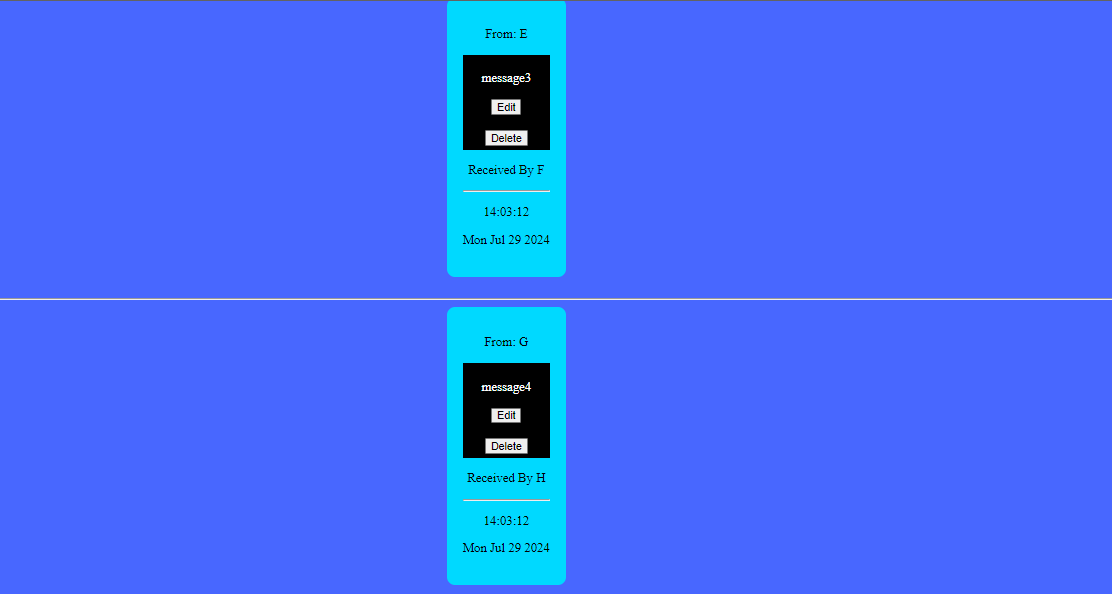 From: E
message3
Edit
Delete
Received By F
14:03:12
Mon Jul 29 2024
From: G
message4
Edit
Delete
Received By H
14:03:12
Mon Jul 29 2024